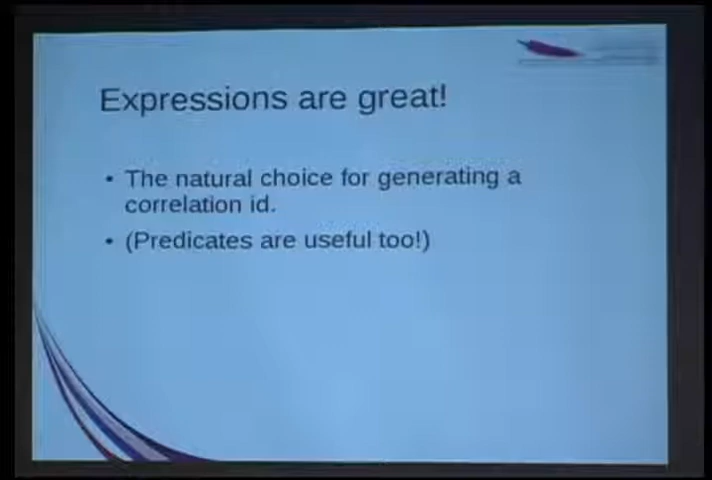 Expressions are great!
• The natural choice for generating a
correlation id.
• (Predicates are useful too!)